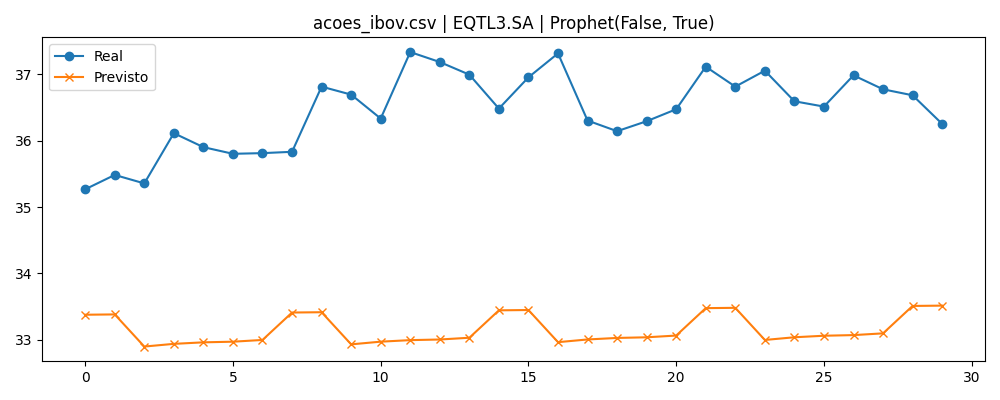 acoes_ibov.csv | EQTL3.SA | Prophet(False, True)
Real
Previsto
37
36
35
34
33
0 5 10 15 20 25 30